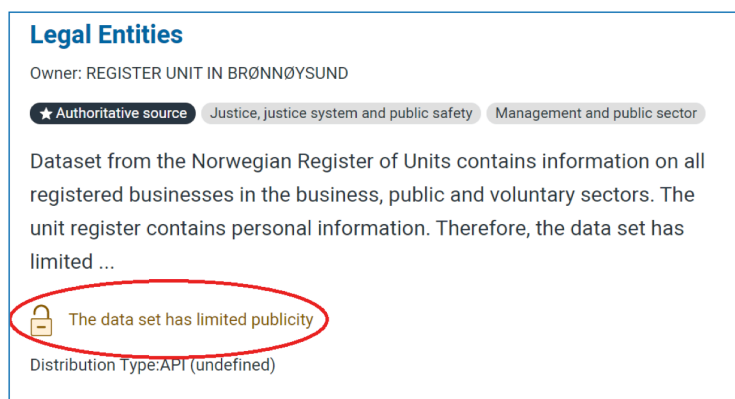 Legal Entities
Owner: REGISTER UNIT IN BRØNNØYSUND
Authoritative source Justice, justice system and public safety Management and public sector
Dataset from the Norwegian Register of Units contains information on all
registered businesses in the business, public and voluntary sectors. The
unit register contains personal information. Therefore, the data set has
limited ...
The data set has limited publicity
Distribution Type:API (undefined)